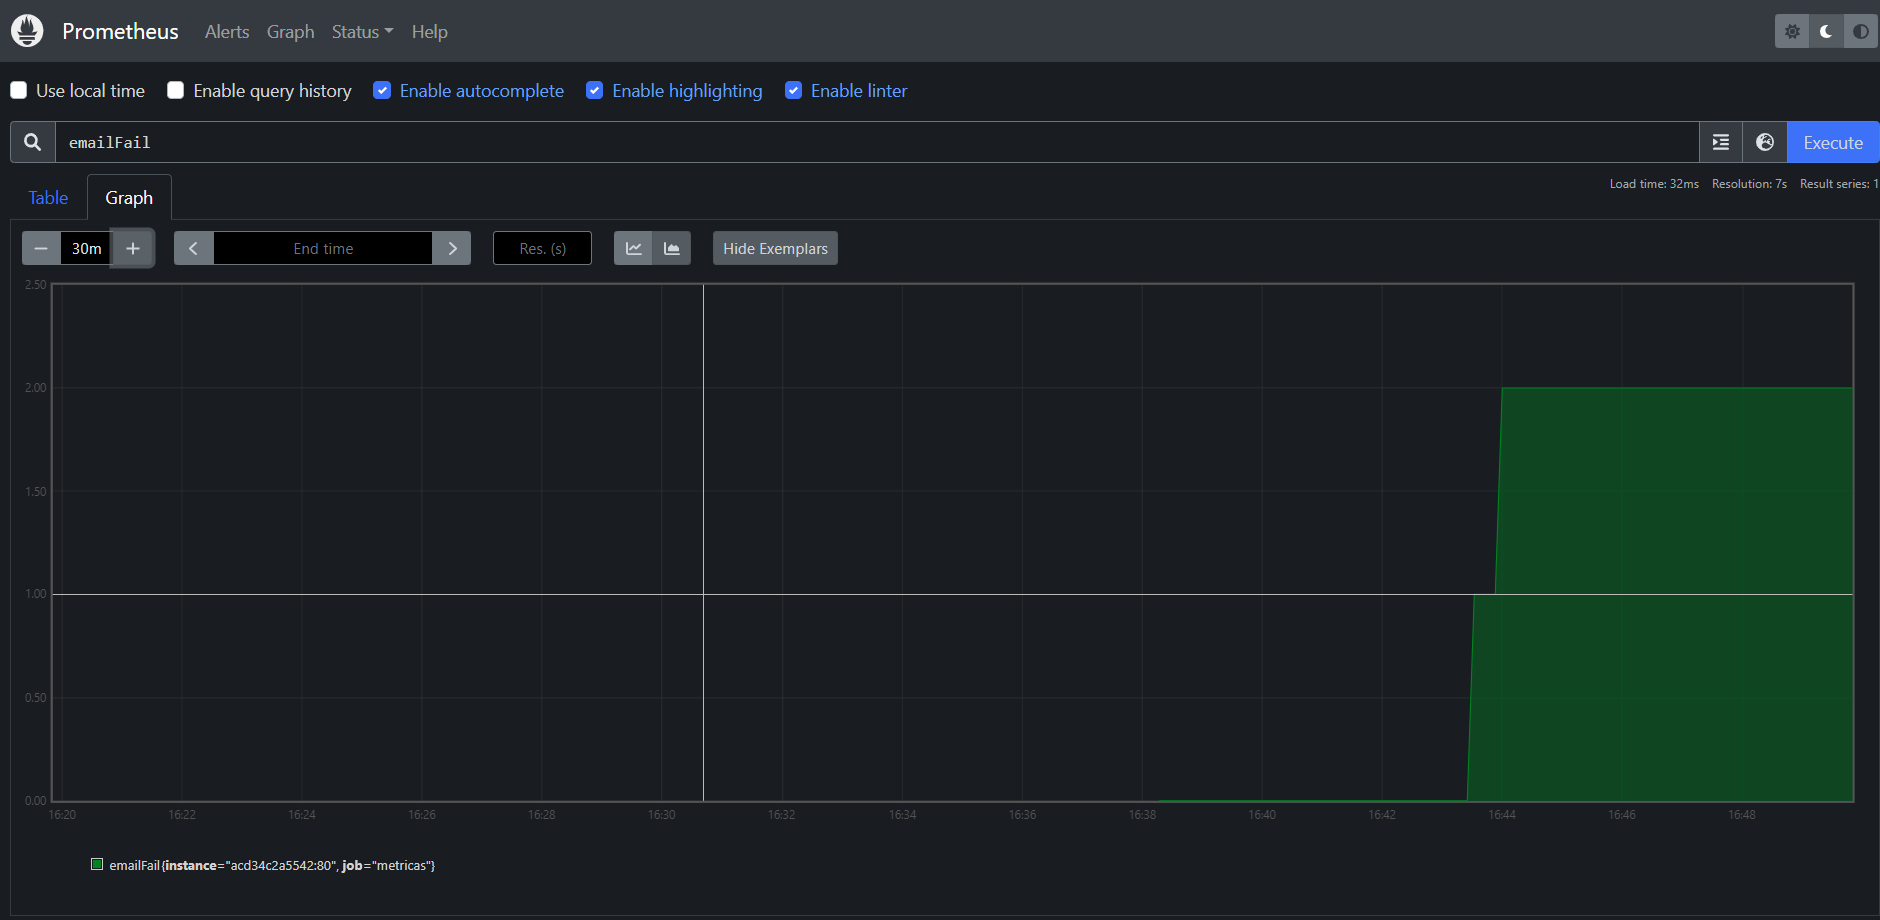 Prometheus Alerts Graph Status Help
Use local time Enable query history Enable autocomplete Enable highlighting Enable linter
emailFail Execute
Load time: 32ms Resolution: 7s Result series: 1
Table Graph
30m End time Res. (s) Hide Exemplars
2.50
2.00
1.50
1.00
0.50
0.00
16:20 16:22 16:24 16:26 16:28 16:30 16:32 16:34 16:36 16:38 16:40 16:42 16:44 16:46 16:48
emailFail{instance="acd34c2a5542:80", job="metricas"}